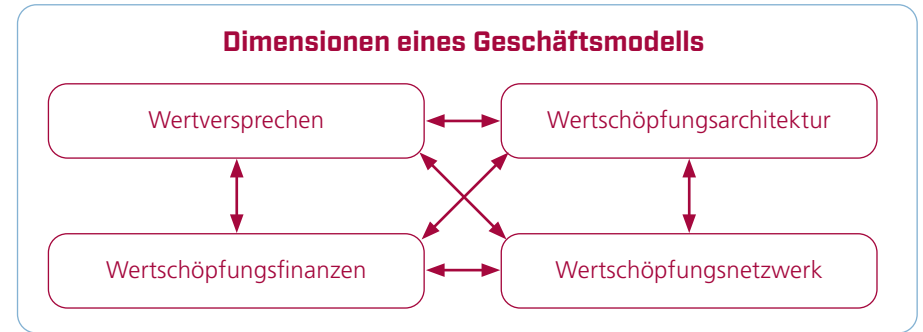 Dimensionen eines Geschäftsmodells
Wertversprechen
Wertschöpfungsarchitektur
Wertschöpfungsfinanzen
Wertschöpfungsnetzwerk